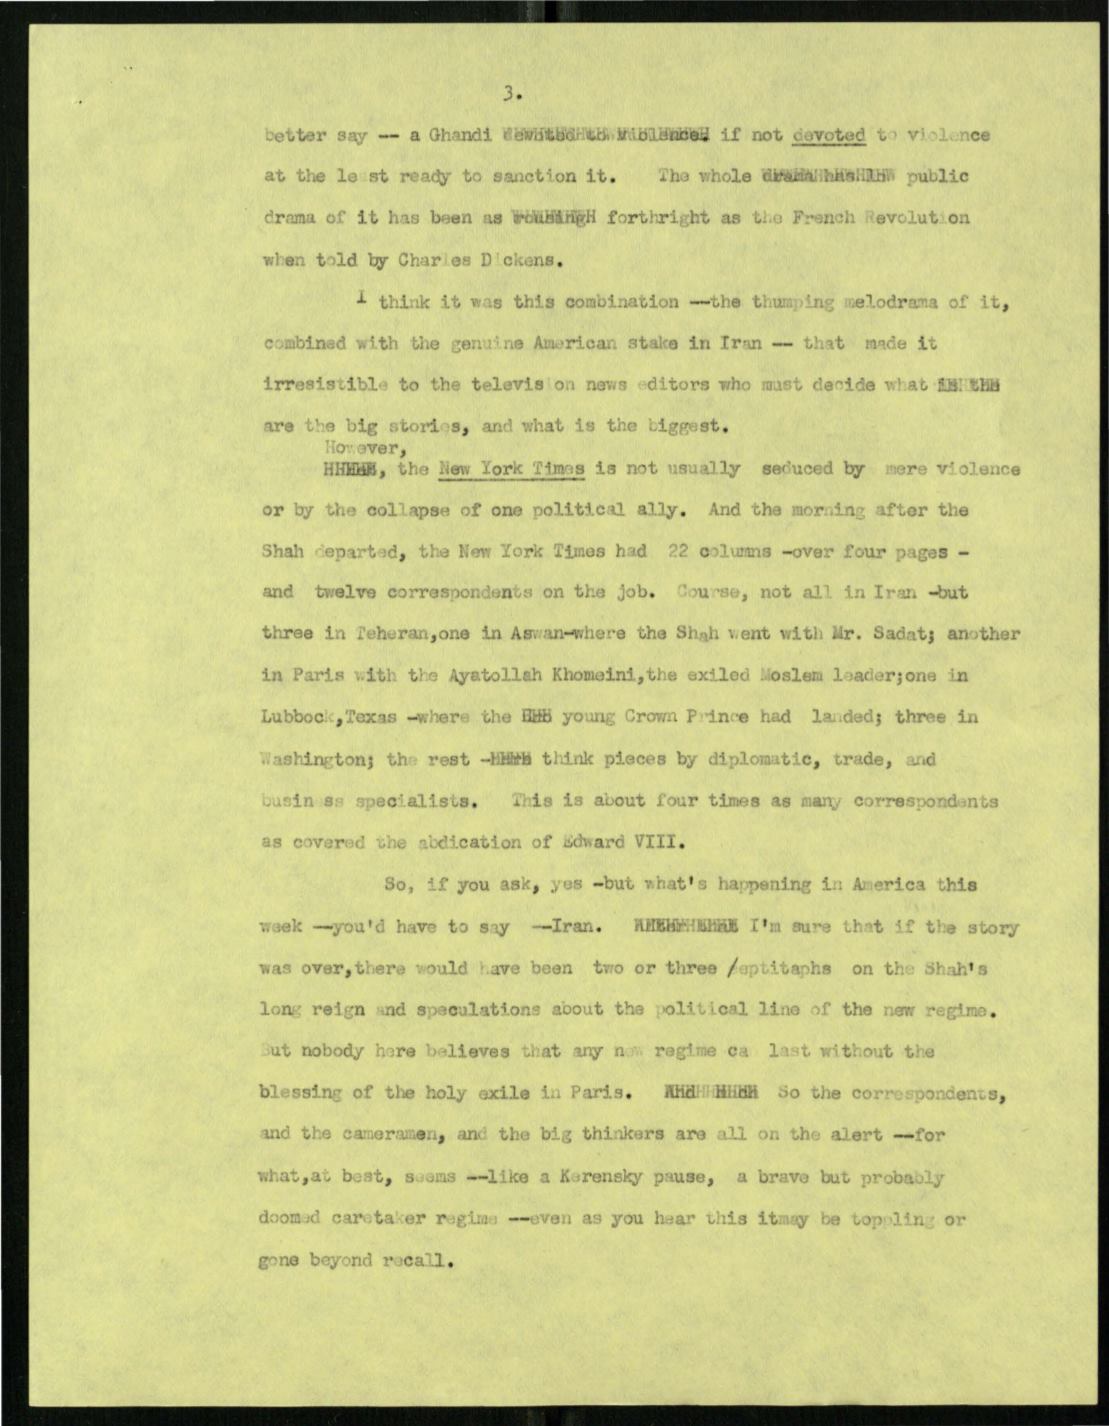 3.
better say -- a Ghandi if not devoted to violence
at the le st ready to sanction it. The whole public
drama of it has been as forthright as the French Revolution
when told by Charles Dickens.
I think it was this combination --the thumping melodrama of it,
combined with the genuine American stake in Iran -- that made it
irresistible to the television news editors who must decide what
are the big stories, and what is the biggest.
However,
, the New York Times is not usually seduced by mere violence
or by the collapse of one political ally. And the morning after the
Shah departed, the New York Times had 22 columns -over four pages -
and twelve correspondents on the job. Course, not all in Iran -but
three in Teheran,one in Aswan-where the Shah went with Mr. Sadat; another
in Paris with the Ayatollah Khomeini,the exiled Moslem leader;one in
Lubbock,Texas -where the young Crown Prince had landed; three in
Washington; the rest - think pieces by diplomatic, trade, and
busin ss specialists. This is about four times as many correspondents
as covered the abdication of Edward VIII.
So, if you ask, yes -but what's happening in America this
week --you'd have to say --Iran. I'm sure that if the story
was over,there would have been two or three /eptitaphs on the Shah's
long reign and speculations about the political line of the new regime.
But nobody here believes that any new regime ca last without the
blessing of the holy exile in Paris. So the correspondents,
and the cameramen, and the big thinkers are all on the alert --for
what,at best, seems --like a Kerensky pause, a brave but probably
doomed caretaker regime --even as you hear this itmay be toppling or
gone beyond recall.